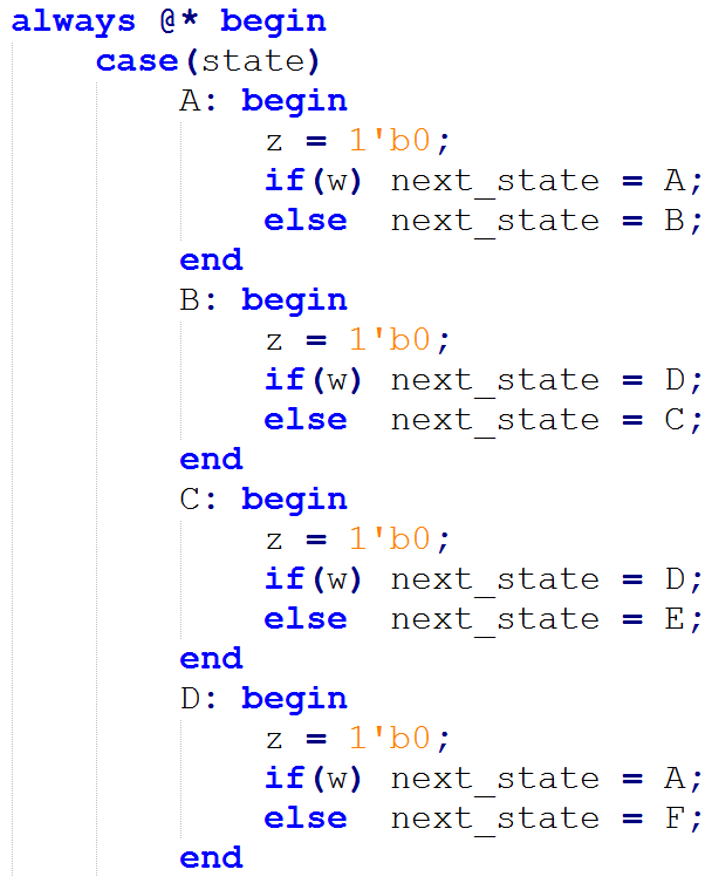 always @* begin
case(state)
A: begin
z = 1'b0;
if(w) next_state = A;
else next_state = B;
end
B: begin
z = 1'b0;
if(w) next_state = D;
else next_state = C;
end
C: begin
z = 1'b0;
if(w) next_state = D;
else next_state = E;
end
D: begin
z = 1'b0;
if(w) next_state = A;
else next_state = F;
end